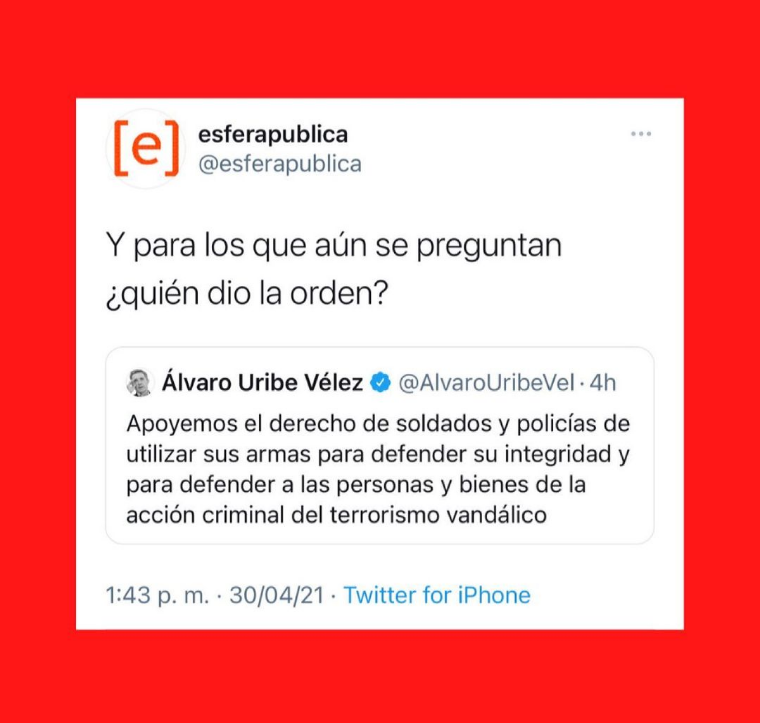 [e] esferapublica
@esferapublica
Y para los que aún se preguntan
¿quién dio la orden?
Álvaro Uribe Vélez @AlvaroUribeVel · 4h
Apoyemos el derecho de soldados y policías de
utilizar sus armas para defender su integridad y
para defender a las personas y bienes de la
acción criminal del terrorismo vandálico
1:43 p. m. · 30/04/21 · Twitter for iPhone